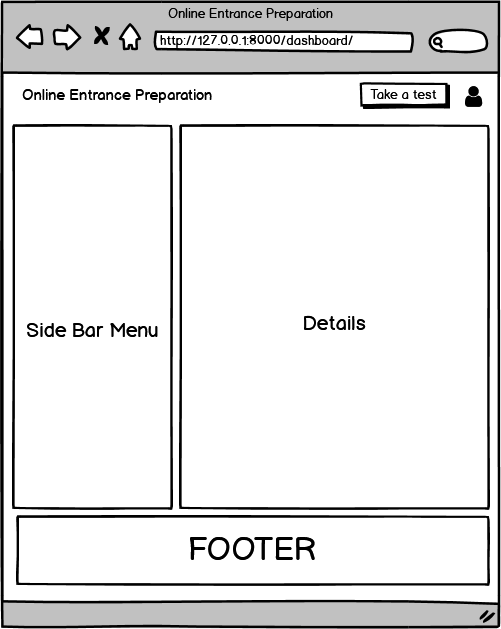 Online Entrance Preparation
http://127.0.0.1:8000/dashboard/
Online Entrance Preparation
Take a test
Side Bar Menu
Details
FOOTER